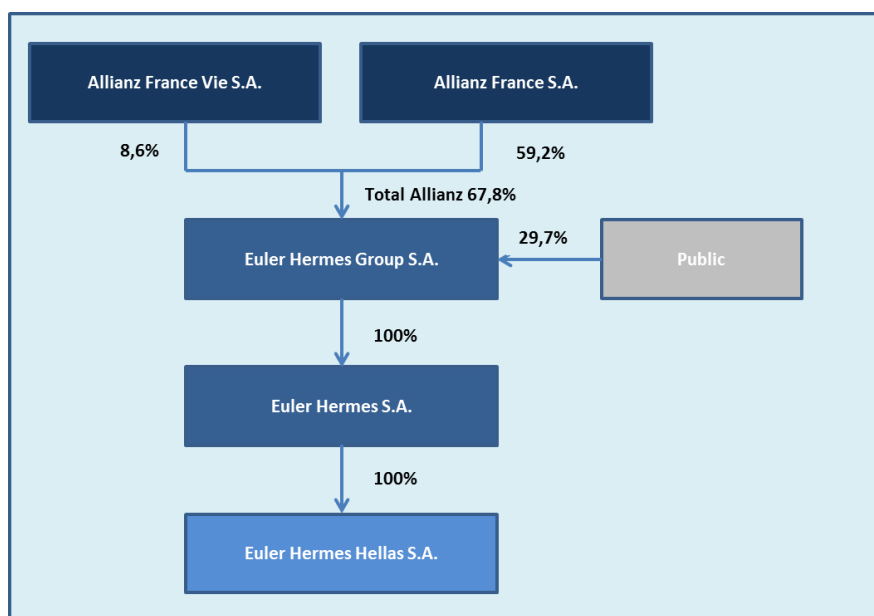 Allianz France Vie S.A.
Allianz France S.A.
8,6%
59,2%
Total Allianz 67,8%
Euler Hermes Group S.A.
29,7%
Public
100%
Euler Hermes S.A.
100%
Euler Hermes Hellas S.A.